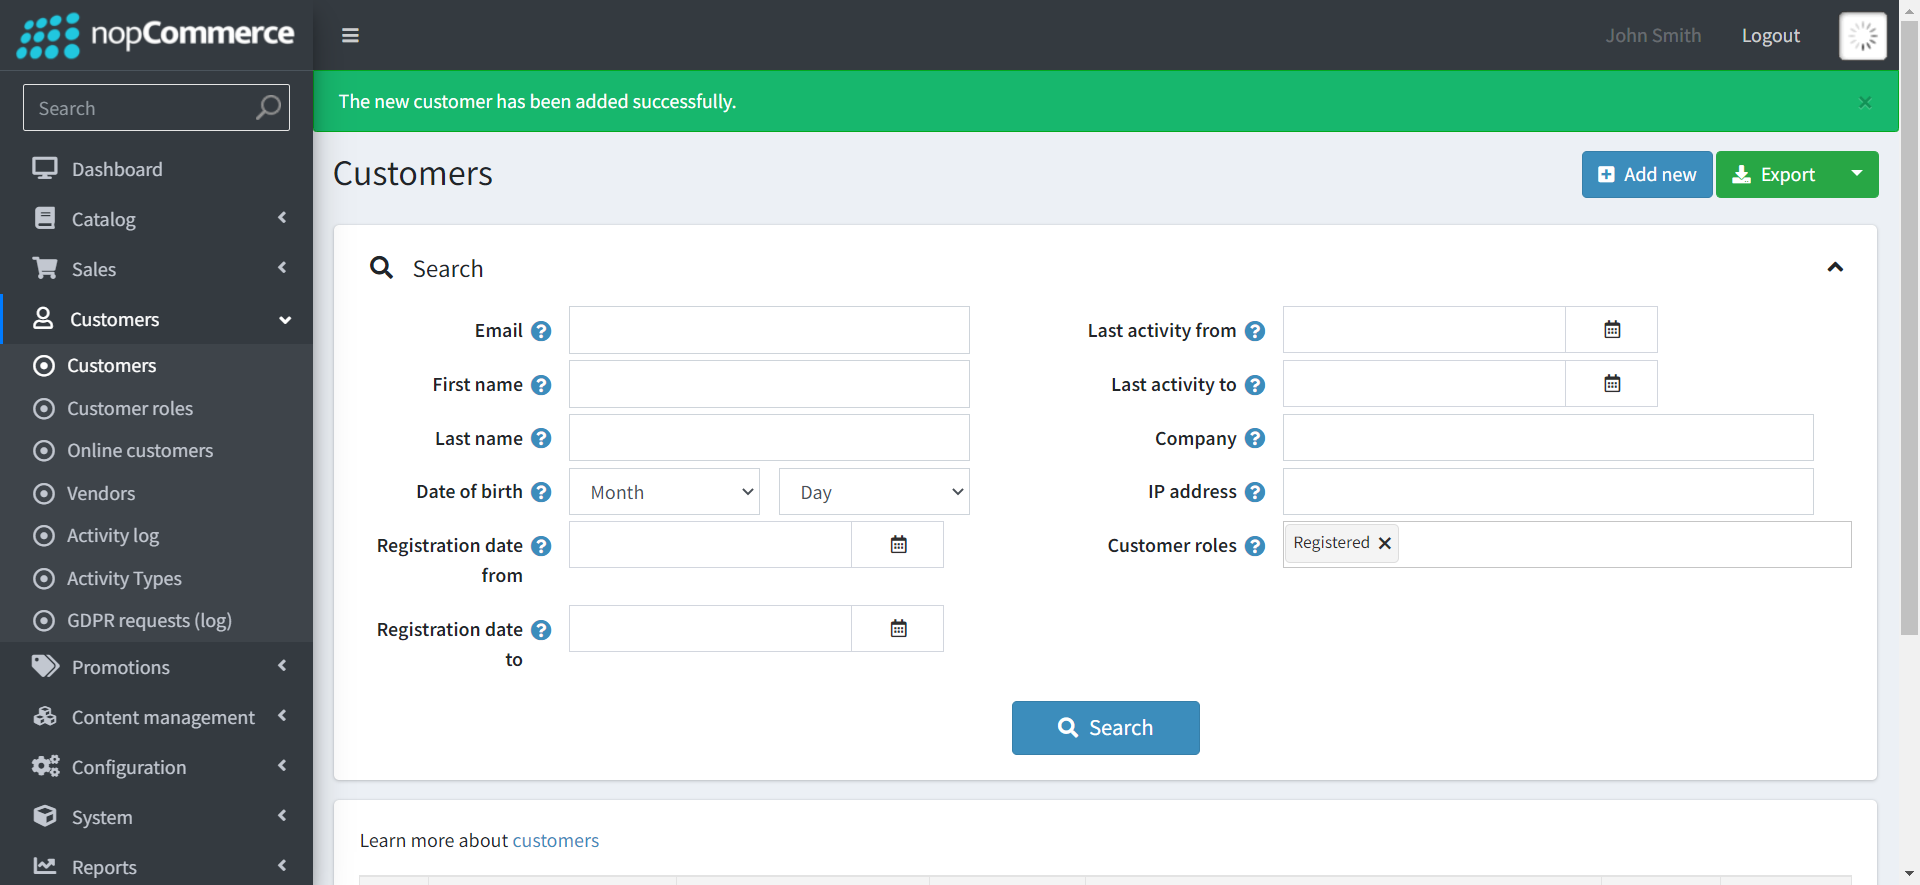 nopCommerce
John Smith
Logout
Search
The new customer has been added successfully.
×
Dashboard
Catalog
Sales
Customers
Customers
Customer roles
Online customers
Vendors
Activity log
Activity Types
GDPR requests (log)
Promotions
Content management
Configuration
System
Reports
Customers
Add new
Export
Search
Email
First name
Last name
Date of birth
Month
Day
Registration date
from
Registration date
to
Last activity from
Last activity to
Company
IP address
Customer roles
Registered
Search
Learn more about customers